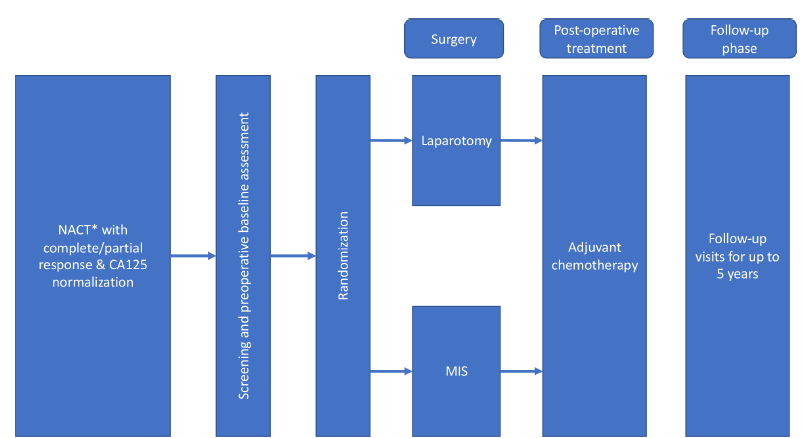 Surgery
Post-operative
treatment
Follow-up
phase
NACT* with
complete/partial
response & CA125
normalization
Screening and preoperative baseline assessment
Randomization
Laparotomy
MIS
Adjuvant
chemotherapy
Follow-up
visits for up to
5 years